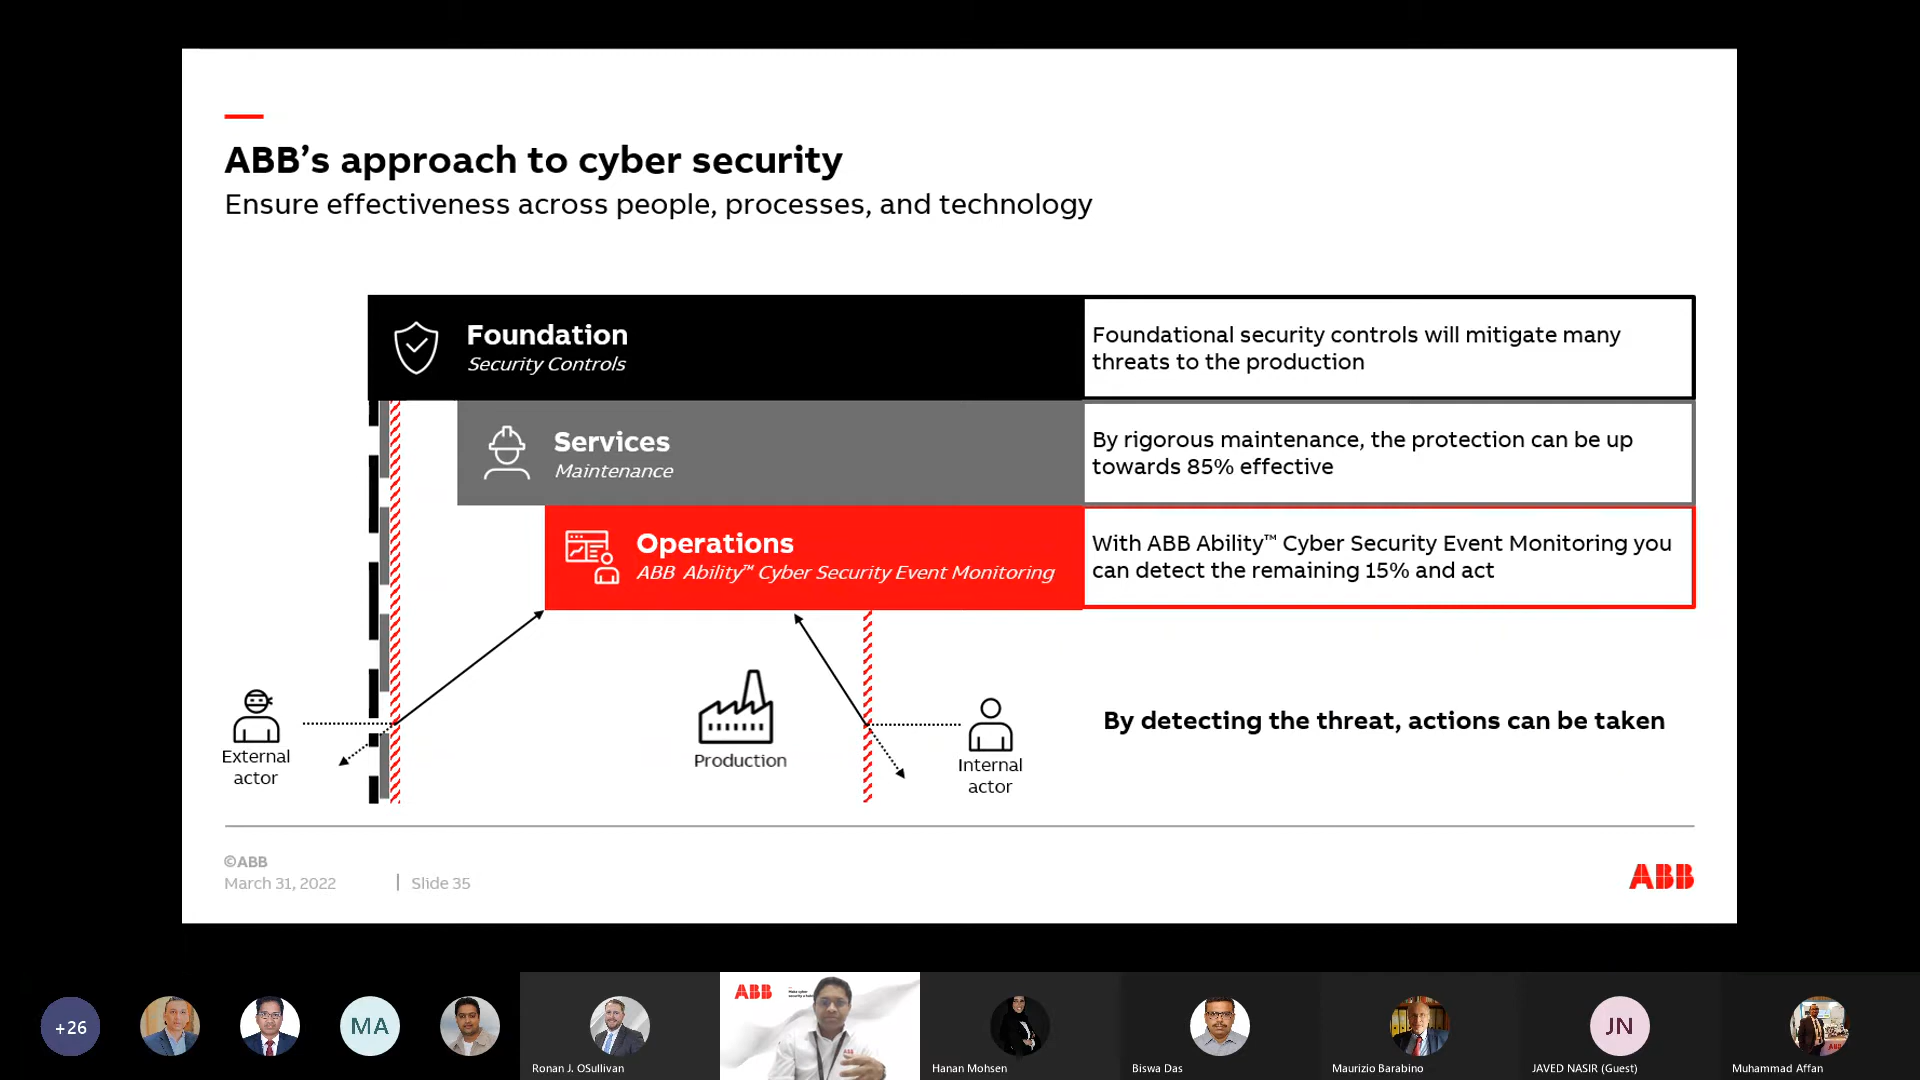 ABB’s approach to cyber security
Ensure effectiveness across people, processes, and technology
Foundation
Security Controls
Foundational security controls will mitigate many
threats to the production
Services
Maintenance
By rigorous maintenance, the protection can be up
towards 85% effective
Operations
ABB Ability™ Cyber Security Event Monitoring
With ABB Ability™ Cyber Security Event Monitoring you
can detect the remaining 15% and act
External
actor
Production
Internal
actor
By detecting the threat, actions can be taken
©ABB
March 31, 2022
Slide 35
ABB
+26
MA
Ronan J. OSullivan
ABB
Make cyber
Hanan Mohsen
Biswa Das
Maurizio Barabino
JN
JAVED NASIR (Guest)
Muhammad Affan